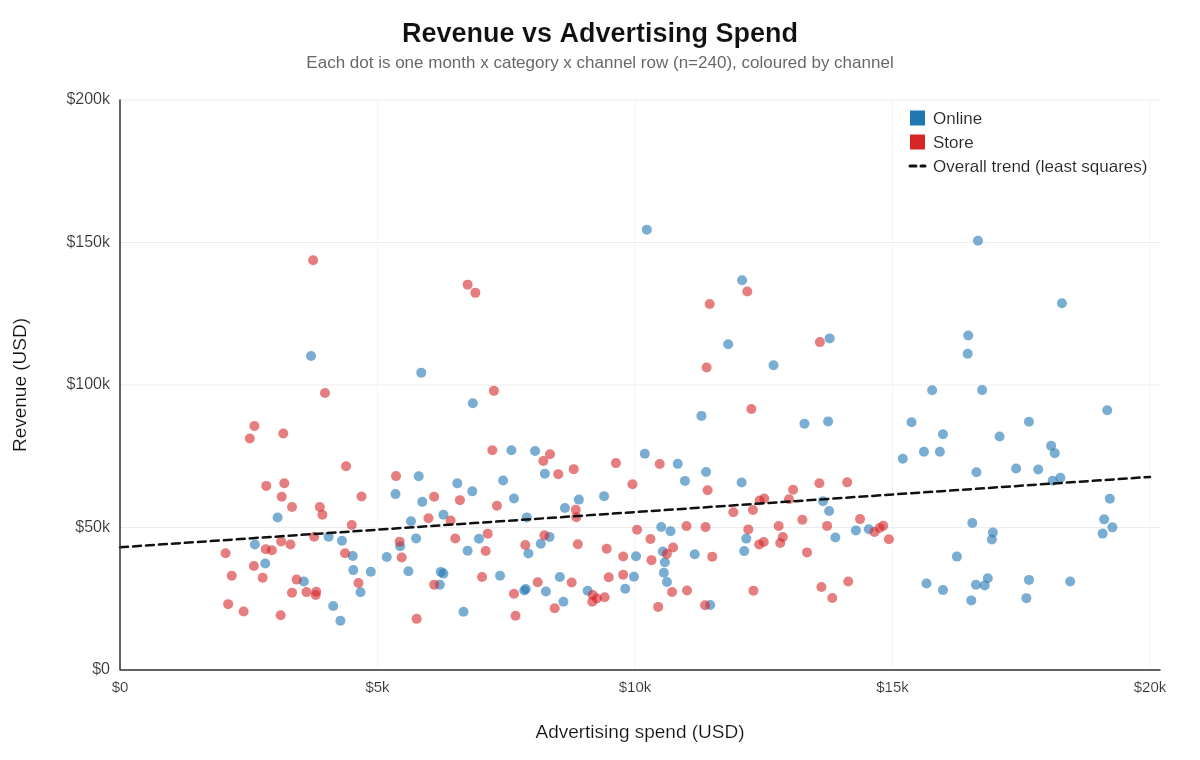 Revenue vs Advertising Spend
Each dot is one month x category x channel row (n=240), coloured by channel
Online
Store
Overall trend (least squares)
Revenue (USD)
$200k
$150k
$100k
$50k
$0
$0 $5k $10k $15k $20k
Advertising spend (USD)